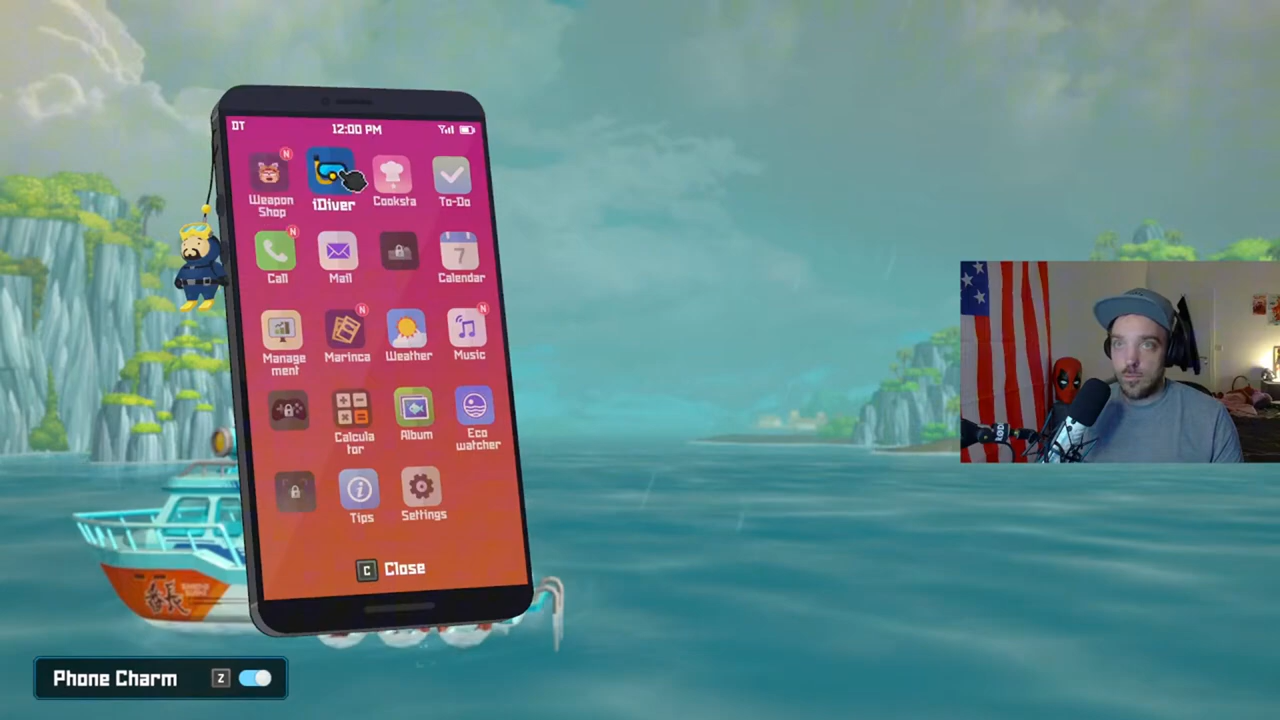 DT
12:00 PM
N
Weapon
Shop
iDiver
Cooksta
To-Do
N
Call
Mail
7
Calendar
Manage
ment
N
Marinca
Weather
N
Music
Calcula
tor
Album
Eco
watcher
Tips
Settings
C Close
Phone Charm Z